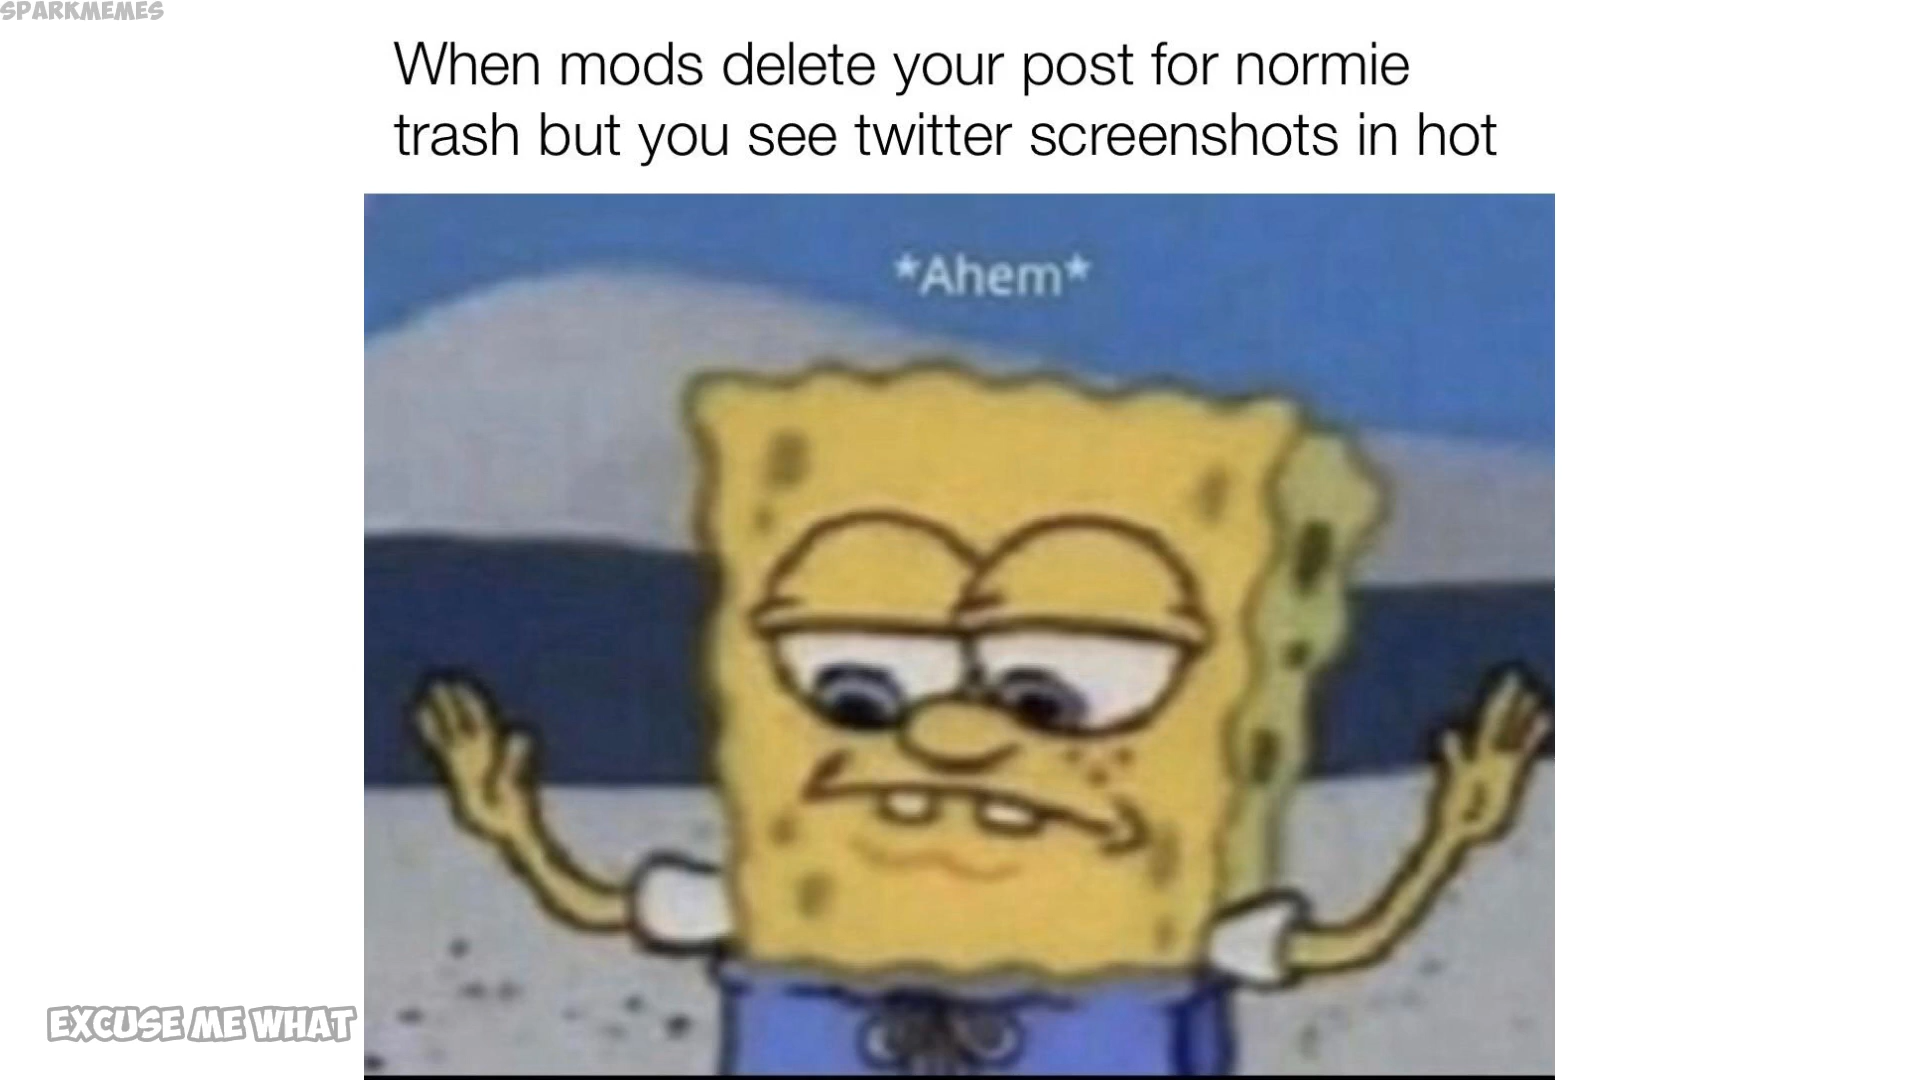 SPARKMEMES
When mods delete your post for normie
trash but you see twitter screenshots in hot
*Ahem*
EXCUSE ME WHAT